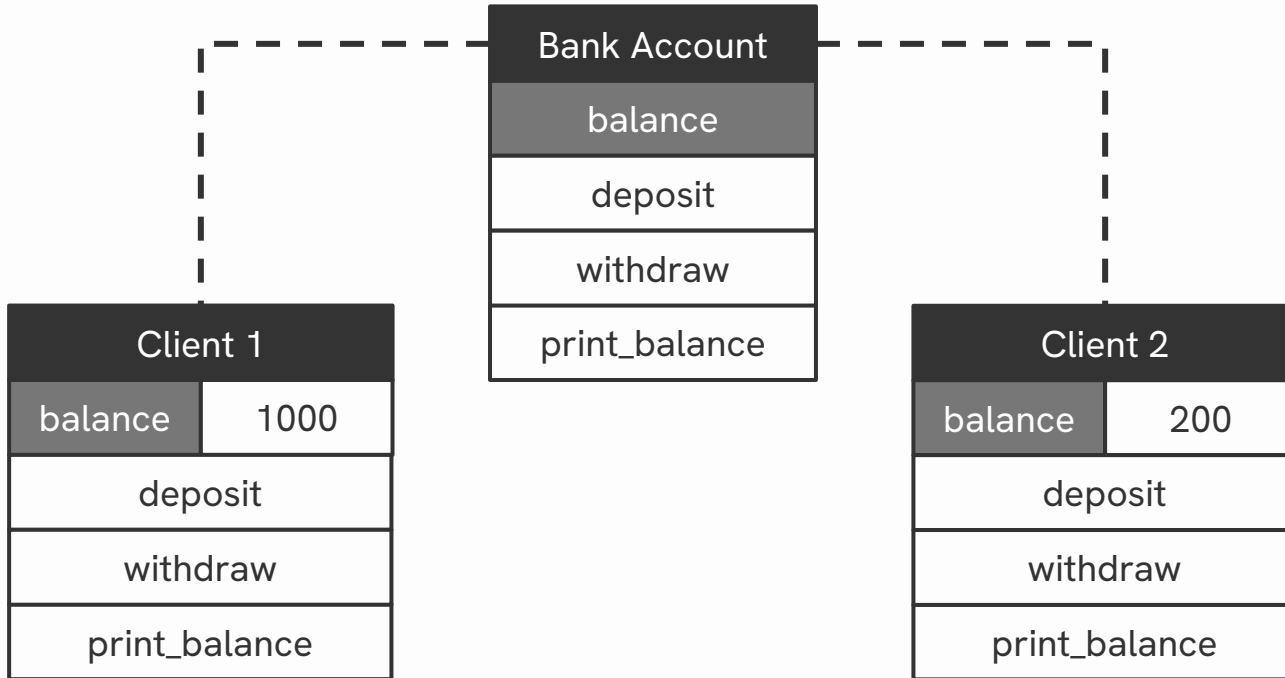 Bank Account
balance
deposit
withdraw
print_balance
Client 1
balance 1000
deposit
withdraw
print_balance
Client 2
balance 200
deposit
withdraw
print_balance